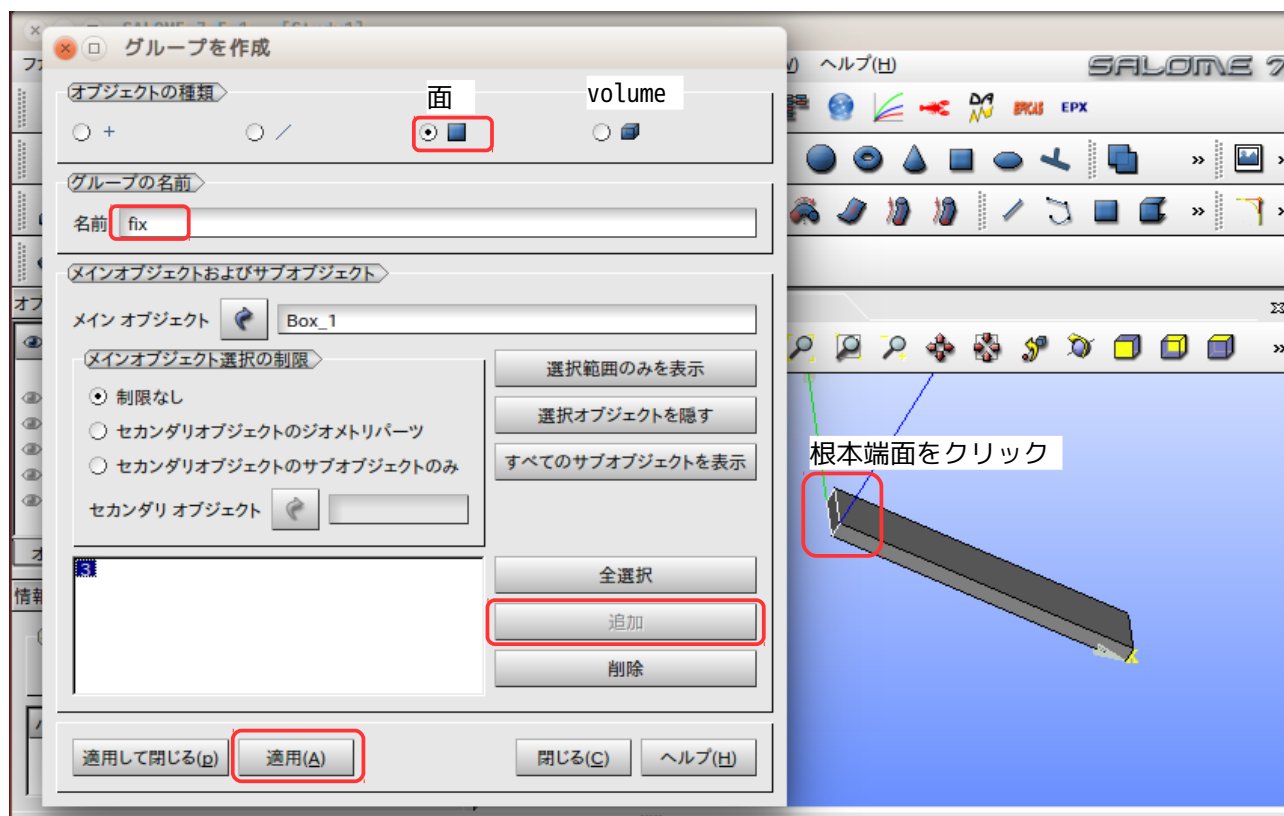 グループを作成
ヘルプ(H)
SALOME 7
オブジェクトの種類
面
volume
EPX
グループの名前
名前 fix
メインオブジェクトおよびサブオブジェクト
メイン オブジェクト Box_1
メインオブジェクト選択の制限
制限なし
セカンダリオブジェクトのジオメトリパーツ
セカンダリオブジェクトのサブオブジェクトのみ
セカンダリ オブジェクト
選択範囲のみを表示
選択オブジェクトを隠す
すべてのサブオブジェクトを表示
根本端面をクリック
3
全選択
追加
削除
適用して閉じる(p)
適用(A)
閉じる(C)
ヘルプ(H)
情報
オブ
X